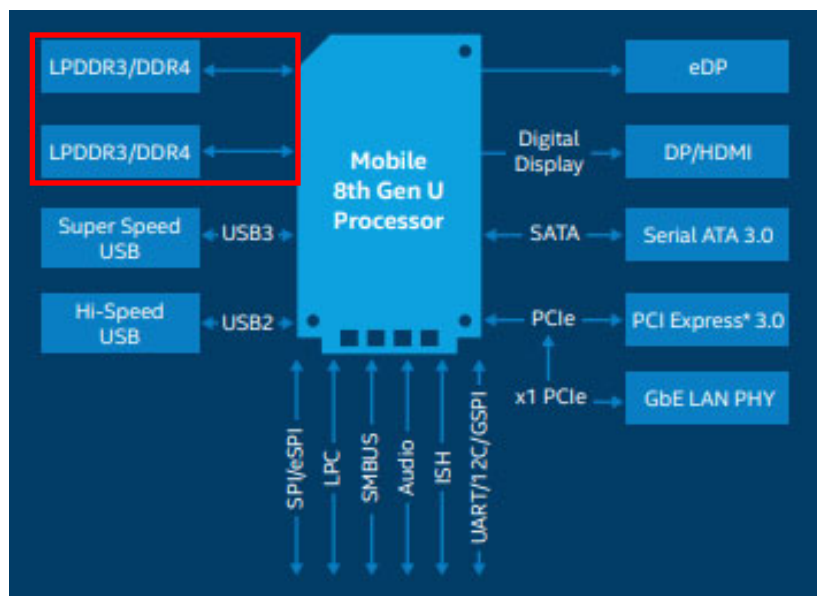 LPDDR3/DDR4
LPDDR3/DDR4
Super Speed
USB
USB3
Hi-Speed
USB
USB2
Mobile
8th Gen U
Processor
eDP
Digital
Display
DP/HDMI
SATA
Serial ATA 3.0
PCIe
PCI Express* 3.0
x1 PCIe
GbE LAN PHY
SPI/eSPI
LPC
SMBUS
Audio
ISH
UART/12C/GSPI